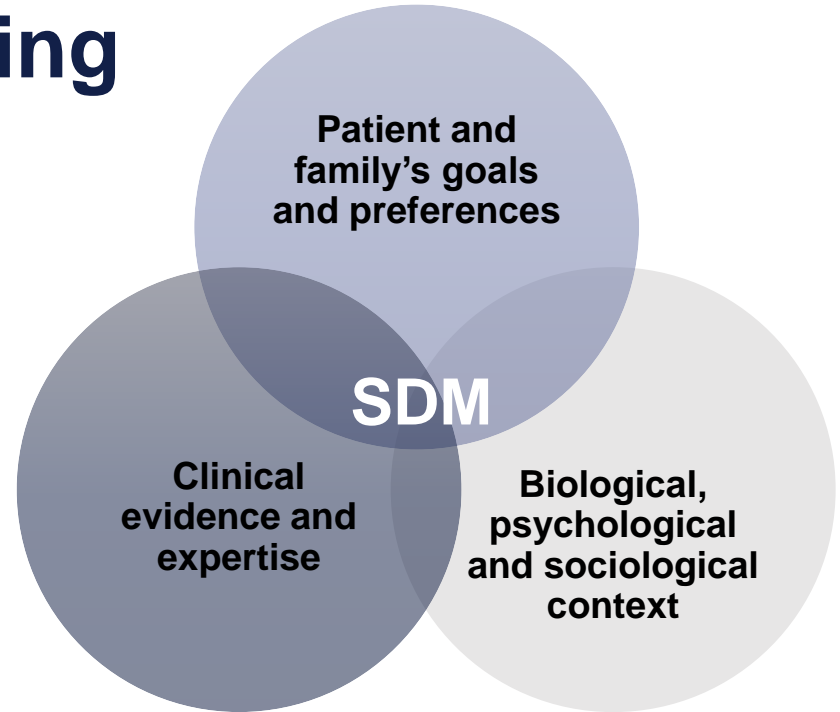 ing
Patient and
family’s goals
and preferences
SDM
Clinical
evidence and
expertise
Biological,
psychological
and sociological
context